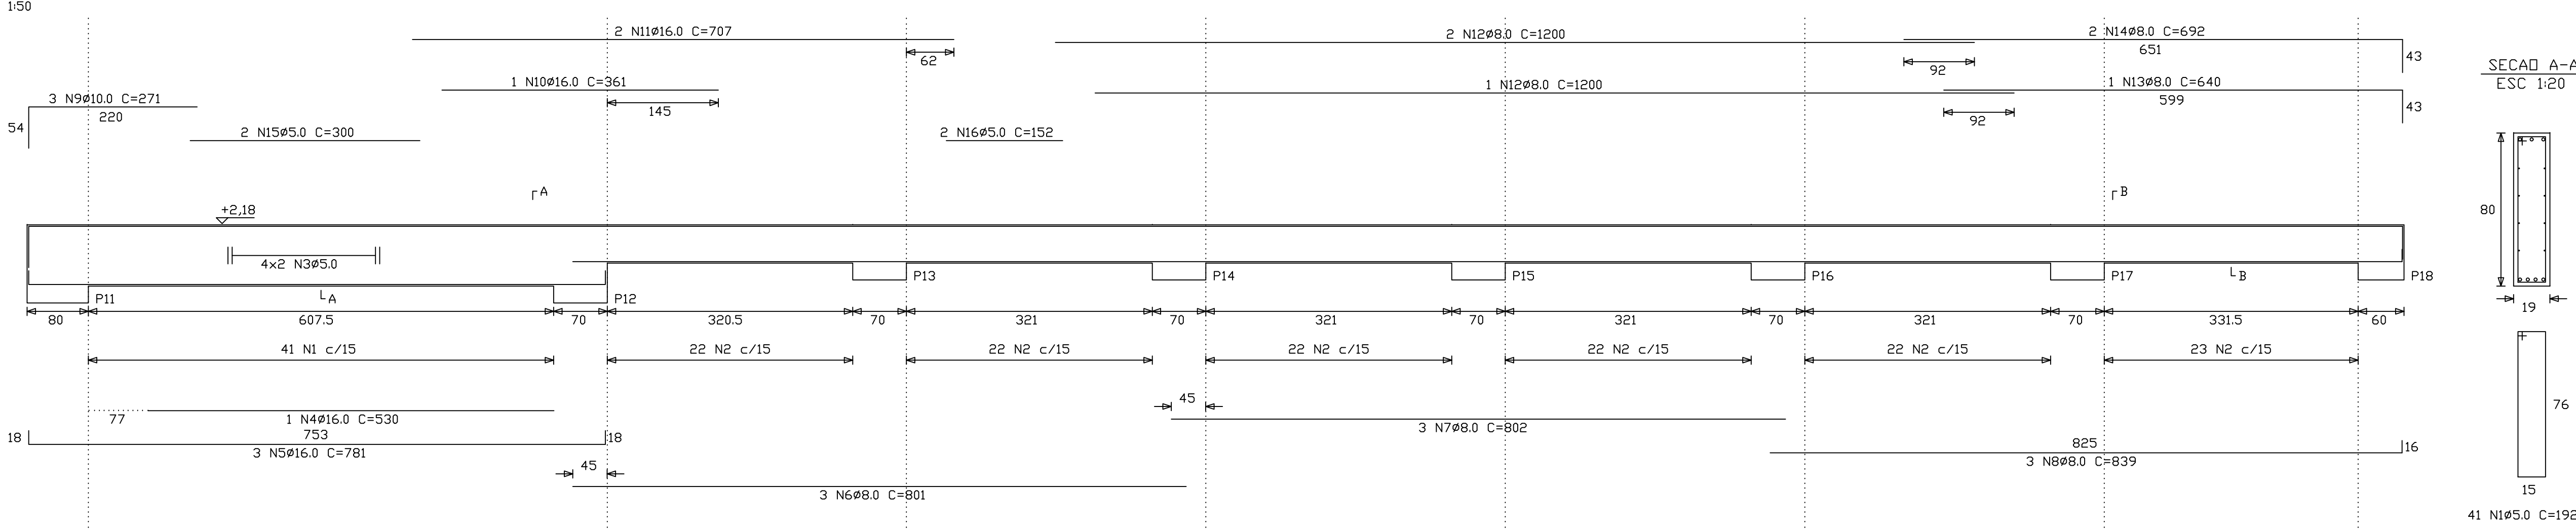 1:50
2 N11ø16.0 C=707
62
2 N12ø8.0 C=1200
92
2 N14ø8.0 C=692
651
43
SECAO A-A
ESC 1:20
1 N10ø16.0 C=361
145
1 N12ø8.0 C=1200
92
1 N13ø8.0 C=640
599
43
3 N9ø10.0 C=271
220
54
2 N15ø5.0 C=300
2 N16ø5.0 C=152
A
B
+2,18
80
4x2 N3ø5.0
P11
A
P12
P13
P14
P15
P16
P17
B
P18
19
80
607.5
70
320.5
70
321
70
321
70
321
70
321
70
331.5
60
41 N1 c/15
22 N2 c/15
22 N2 c/15
22 N2 c/15
22 N2 c/15
22 N2 c/15
23 N2 c/15
77
1 N4ø16.0 C=530
45
3 N7ø8.0 C=802
76
18
753
18
3 N5ø16.0 C=781
825
16
3 N8ø8.0 C=839
45
3 N6ø8.0 C=801
15
41 N1ø5.0 C=192